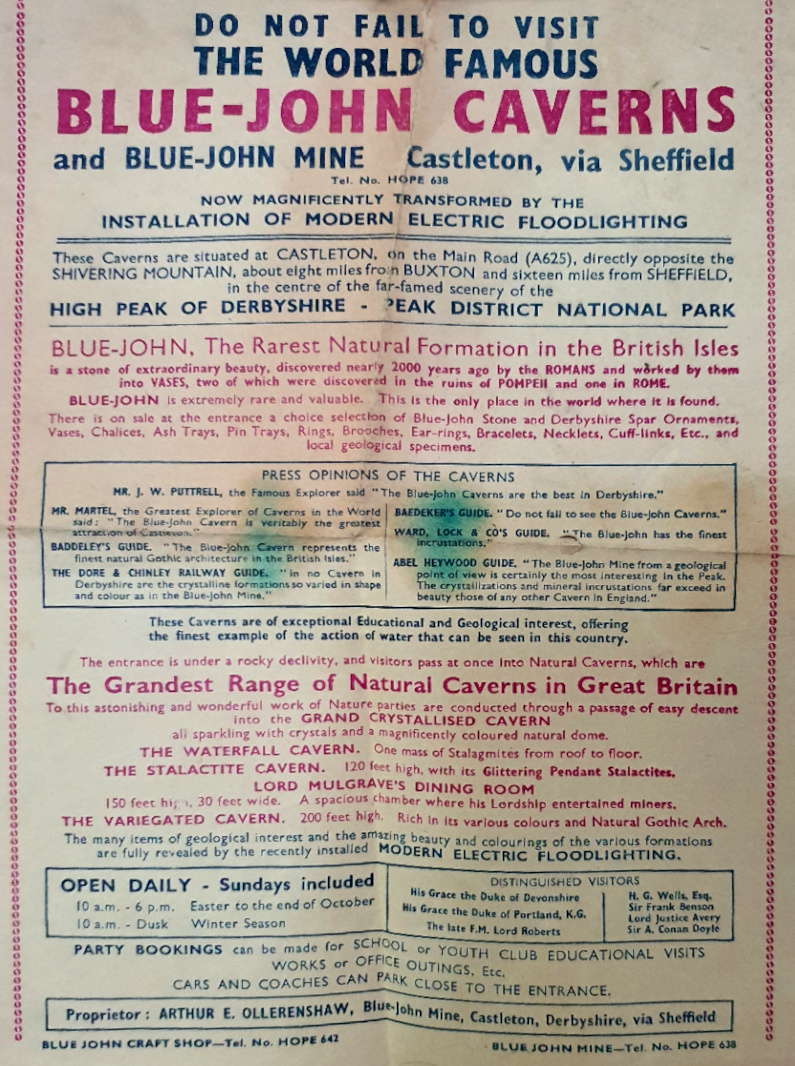 DO NOT FAIL TO VISIT
THE WORLD FAMOUS
BLUE-JOHN CAVERNS
and BLUE-JOHN MINE Castleton, via Sheffield
Tel. No. HOPE 638
NOW MAGNIFICENTLY TRANSFORMED BY THE
INSTALLATION OF MODERN ELECTRIC FLOODLIGHTING
These Caverns are situated at CASTLETON, on the Main Road (A625), directly opposite the
SHIVERING MOUNTAIN, about eight miles from BUXTON and sixteen miles from SHEFFIELD,
in the centre of the far-famed scenery of the
HIGH PEAK OF DERBYSHIRE - PEAK DISTRICT NATIONAL PARK
BLUE-JOHN, The Rarest Natural Formation in the British Isles
is a stone of extraordinary beauty, discovered nearly 2000 years ago by the ROMANS and worked by them
into VASES, two of which were discovered in the ruins of POMPEII and one in ROME.
BLUE-JOHN is extremely rare and valuable. This is the only place in the world where it is found.
There is on sale at the entrance a choice selection of Blue-John Stone and Derbyshire Spar Ornaments,
Vases, Chalices, Ash Trays, Pin Trays, Rings, Brooches, Ear-rings, Bracelets, Necklets, Cuff-links, Etc., and
local geological specimens.
PRESS OPINIONS OF THE CAVERNS
MR. J. W. PUTTRELL, the Famous Explorer said "The Blue-John Caverns are the best in Derbyshire."
MR. MARTEL, the Greatest Explorer of Caverns in the World
said: "The Blue-John Cavern is veritably the greatest
attraction of Castleton."
BADDELEY'S GUIDE. "The Blue-John Cavern represents the
finest natural Gothic architecture in the British Isles."
THE DORE & CHINLEY RAILWAY GUIDE. "In no Cavern in
Derbyshire are the crystalline formations so varied in shape
and colour as in the Blue-John Mine."
BAEDEKER'S GUIDE. "Do not fail to see the Blue-John Caverns."
WARD, LOCK & CO'S GUIDE. "The Blue-John has the finest
incrustations."
ABEL HEYWOOD GUIDE. "The Blue-John Mine from a geological
point of view is certainly the most interesting in the Peak.
The crystallizations and mineral incrustations far exceed in
beauty those of any other Cavern in England."
These Caverns are of exceptional Educational and Geological interest, offering
the finest example of the action of water that can be seen in this country.
The entrance is under a rocky declivity, and visitors pass at once into Natural Caverns, which are
The Grandest Range of Natural Caverns in Great Britain
To this astonishing and wonderful work of Nature parties are conducted through a passage of easy descent
into the GRAND CRYSTALLISED CAVERN
all sparkling with crystals and a magnificently coloured natural dome.
THE WATERFALL CAVERN. One mass of Stalagmites from roof to floor.
THE STALACTITE CAVERN. 120 feet high, with its Glittering Pendant Stalactites.
LORD MULGRAVE'S DINING ROOM
150 feet high, 30 feet wide. A spacious chamber where his Lordship entertained miners.
THE VARIEGATED CAVERN. 200 feet high. Rich in its various colours and Natural Gothic Arch.
The many items of geological interest and the amazing beauty and colourings of the various formations
are fully revealed by the recently installed MODERN ELECTRIC FLOODLIGHTING.
OPEN DAILY - Sundays included
10 a.m. - 6 p.m. Easter to the end of October
10 a.m. - Dusk Winter Season
DISTINGUISHED VISITORS
His Grace the Duke of Devonshire
His Grace the Duke of Portland, K.G.
The late F.M. Lord Roberts
H. G. Wells, Esq.
Sir Frank Benson
Lord Justice Avery
Sir A. Conan Doyle
PARTY BOOKINGS can be made for SCHOOL or YOUTH CLUB EDUCATIONAL VISITS
WORKS or OFFICE OUTINGS, Etc.
CARS AND COACHES CAN PARK CLOSE TO THE ENTRANCE.
Proprietor: ARTHUR E. OLLERENSHAW, Blue-John Mine, Castleton, Derbyshire, via Sheffield
BLUE JOHN CRAFT SHOP—Tel. No. HOPE 642
BLUE JOHN MINE—Tel. No. HOPE 638